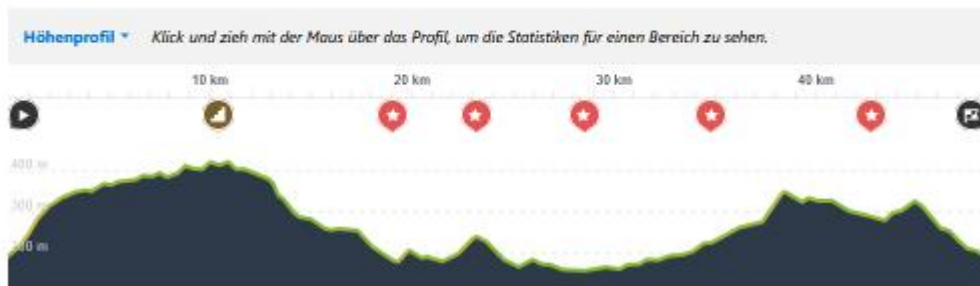 Höhenprofil Klick und zieh mit der Maus über das Profil, um die Statistiken für einen Bereich zu sehen.
10 km 20 km 30 km 40 km
400 m
300 m
200 m